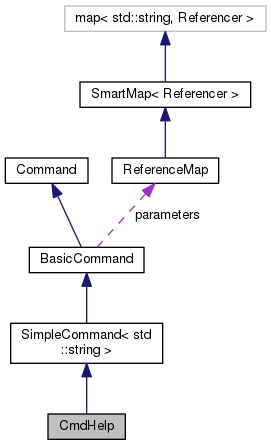 map< std::string, Referencer >
SmartMap< Referencer >
Command
ReferenceMap
parameters
BasicCommand
SimpleCommand< std
::string >
CmdHelp